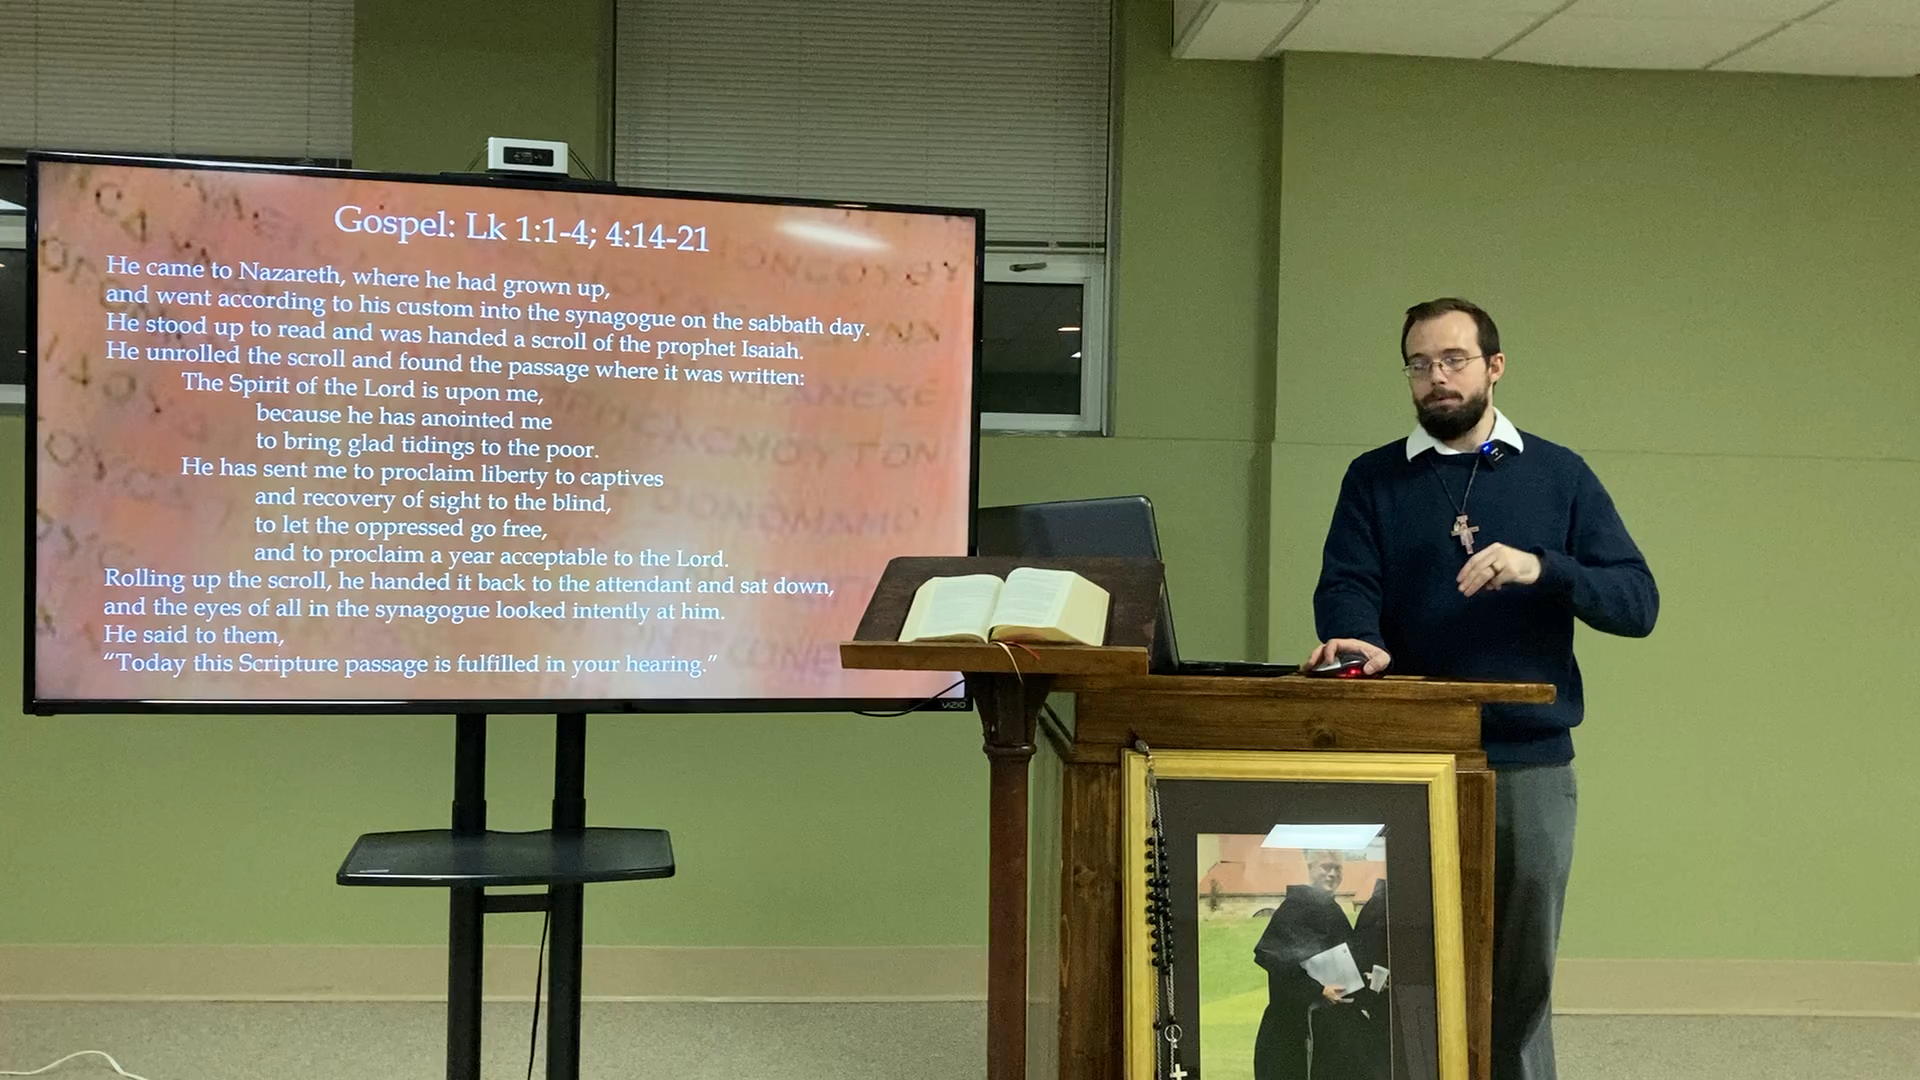 Gospel: Lk 1:1-4; 4:14-21
He came to Nazareth, where he had grown up,
and went according to his custom into the synagogue on the sabbath day.
He stood up to read and was handed a scroll of the prophet Isaiah.
He unrolled the scroll and found the passage where it was written:
The Spirit of the Lord is upon me,
because he has anointed me
to bring glad tidings to the poor.
He has sent me to proclaim liberty to captives
and recovery of sight to the blind,
to let the oppressed go free,
and to proclaim a year acceptable to the Lord.
Rolling up the scroll, he handed it back to the attendant and sat down,
and the eyes of all in the synagogue looked intently at him.
He said to them,
“Today this Scripture passage is fulfilled in your hearing.”
VIZIO